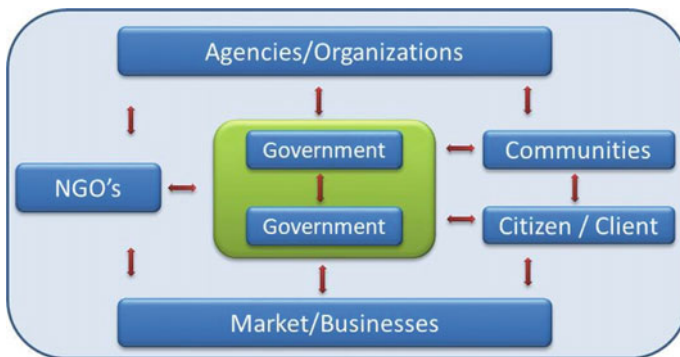 Agencies/Organizations
Government
Communities
NGO's
Government
Citizen / Client
Market/Businesses